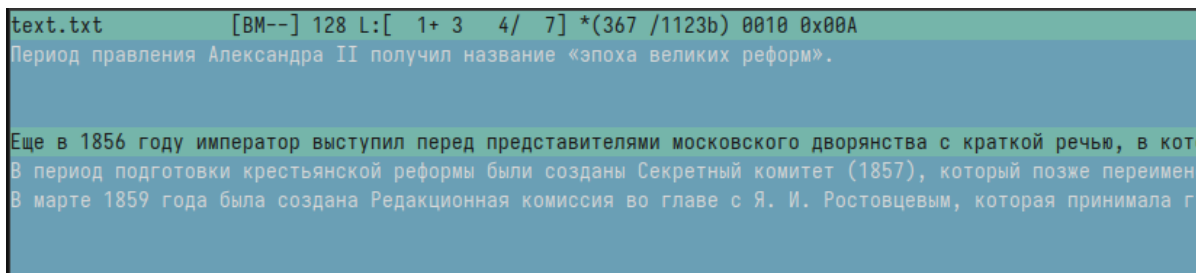 text.txt [BM--] 128 L:[ 1+ 3 4/ 7] *(367 /1123b) 0010 0x00A
Период правления Александра II получил название «эпоха великих реформ».
Еще в 1856 году император выступил перед представителями московского дворянства с краткой речью, в кот
В период подготовки крестьянской реформы были созданы Секретный комитет (1857), который позже переимен
В марте 1859 года была создана Редакционная комиссия во главе с Я. И. Ростовцевым, которая принимала г